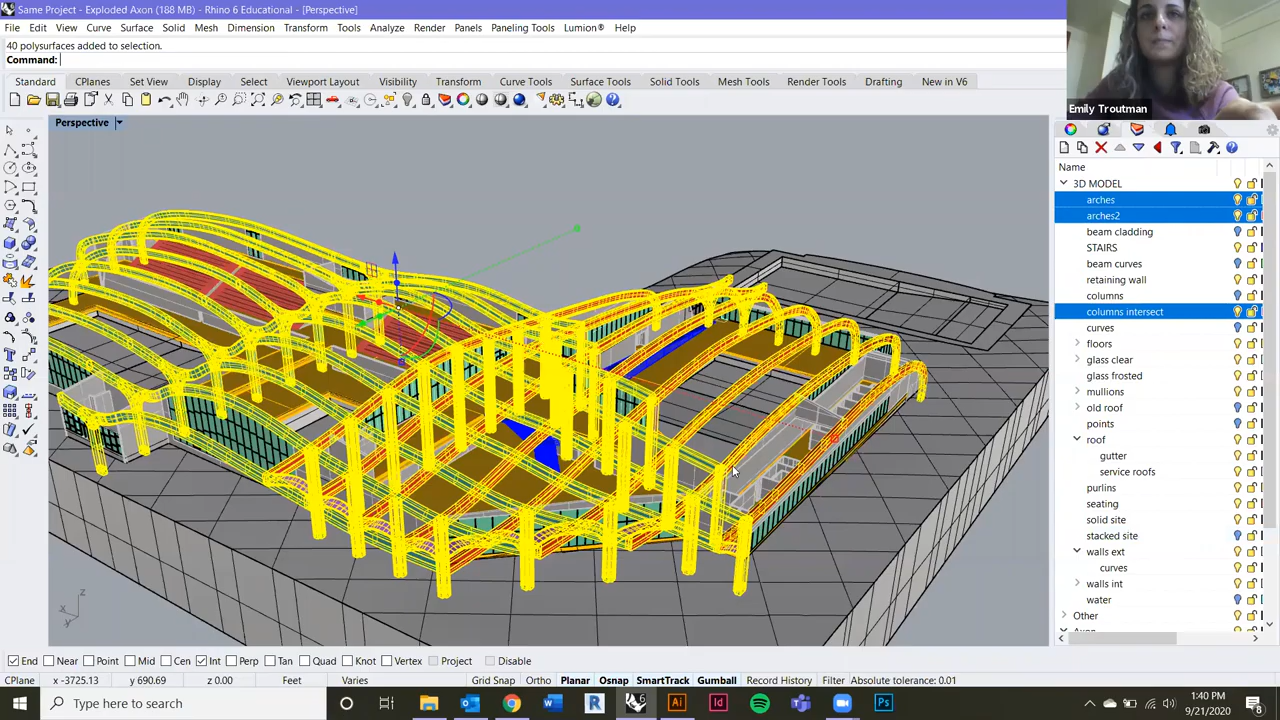 Same Project - Exploded Axon (188 MB) - Rhino 6 Educational - [Perspective]
File Edit View Curve Surface Solid Mesh Dimension Transform Tools Analyze Render Panels Paneling Tools Lumion® Help
40 polysurfaces added to selection.
Command:
Standard CPlanes Set View Display Select Viewport Layout Visibility Transform Curve Tools Surface Tools Solid Tools Mesh Tools Render Tools Drafting New in V6
Emily Troutman
Perspective
Name
3D MODEL
arches
arches2
beam cladding
STAIRS
beam curves
retaining wall
columns
columns intersect
curves
floors
glass clear
glass frosted
mullions
old roof
points
roof
gutter
service roofs
purlins
seating
solid site
stacked site
walls ext
curves
walls int
water
Other
z
x
y
End Near Point Mid Cen Int Perp Tan Quad Knot Vertex Project Disable
CPlane x -3725.13 y 690.69 z 0.00 Feet Varies Grid Snap Ortho Planar Osnap SmartTrack Gumball Record History Filter Absolute tolerance: 0.01
Type here to search
1:40 PM
9/21/2020